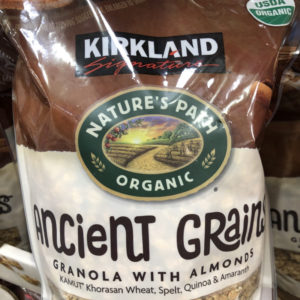 USDA
ORGANIC
KIRKLAND
Signature
NATURE'S PATH
ORGANIC
ANCIENT GRAINS
GRANOLA WITH ALMONDS
KAMUT® Khorasan Wheat, Spelt, Quinoa & Amaranth